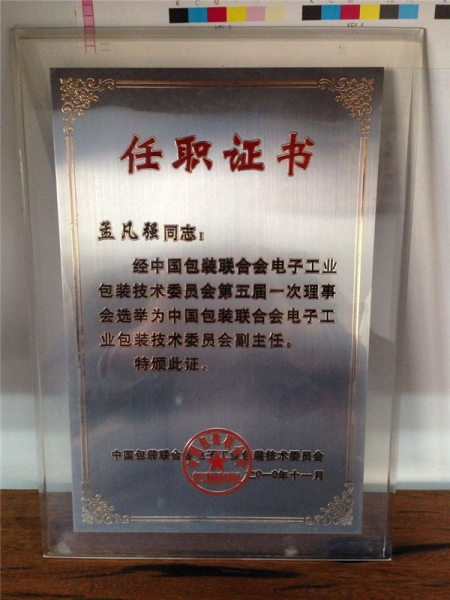 任职证书
孟凡强同志：
经中国包装联合会电子工业
包装技术委员会第五届一次理事
会选举为中国包装联合会电子工
业包装技术委员会副主任。
特颁此证。
中国包装联合会电子工业包装技术委员会
二〇一〇年十一月